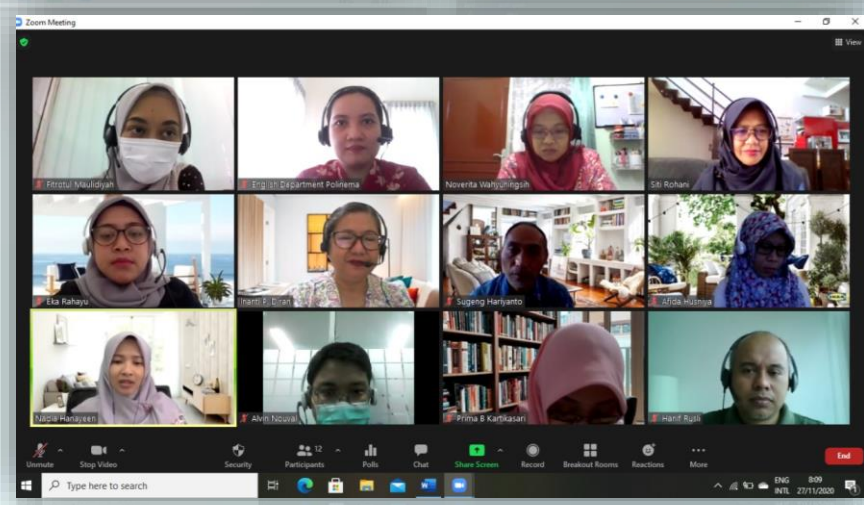 Zoom Meeting
View
Fitrotul Maulidiyah
English Department Polinema
Noverita Wahyuningsih
Siti Rohani
Eka Rahayu
Iinanti P. Diran
Sugeng Hariyanto
Afida Husniya
Nadia Hanayeen
Alvin Nouval
Prima B Kartikasari
Hanif Rusli
12
Unmute
Stop Video
Security
Participants
Polls
Chat
Share Screen
Record
Breakout Rooms
Reactions
More
End
Type here to search
ENG
INTL
8:09
27/11/2020